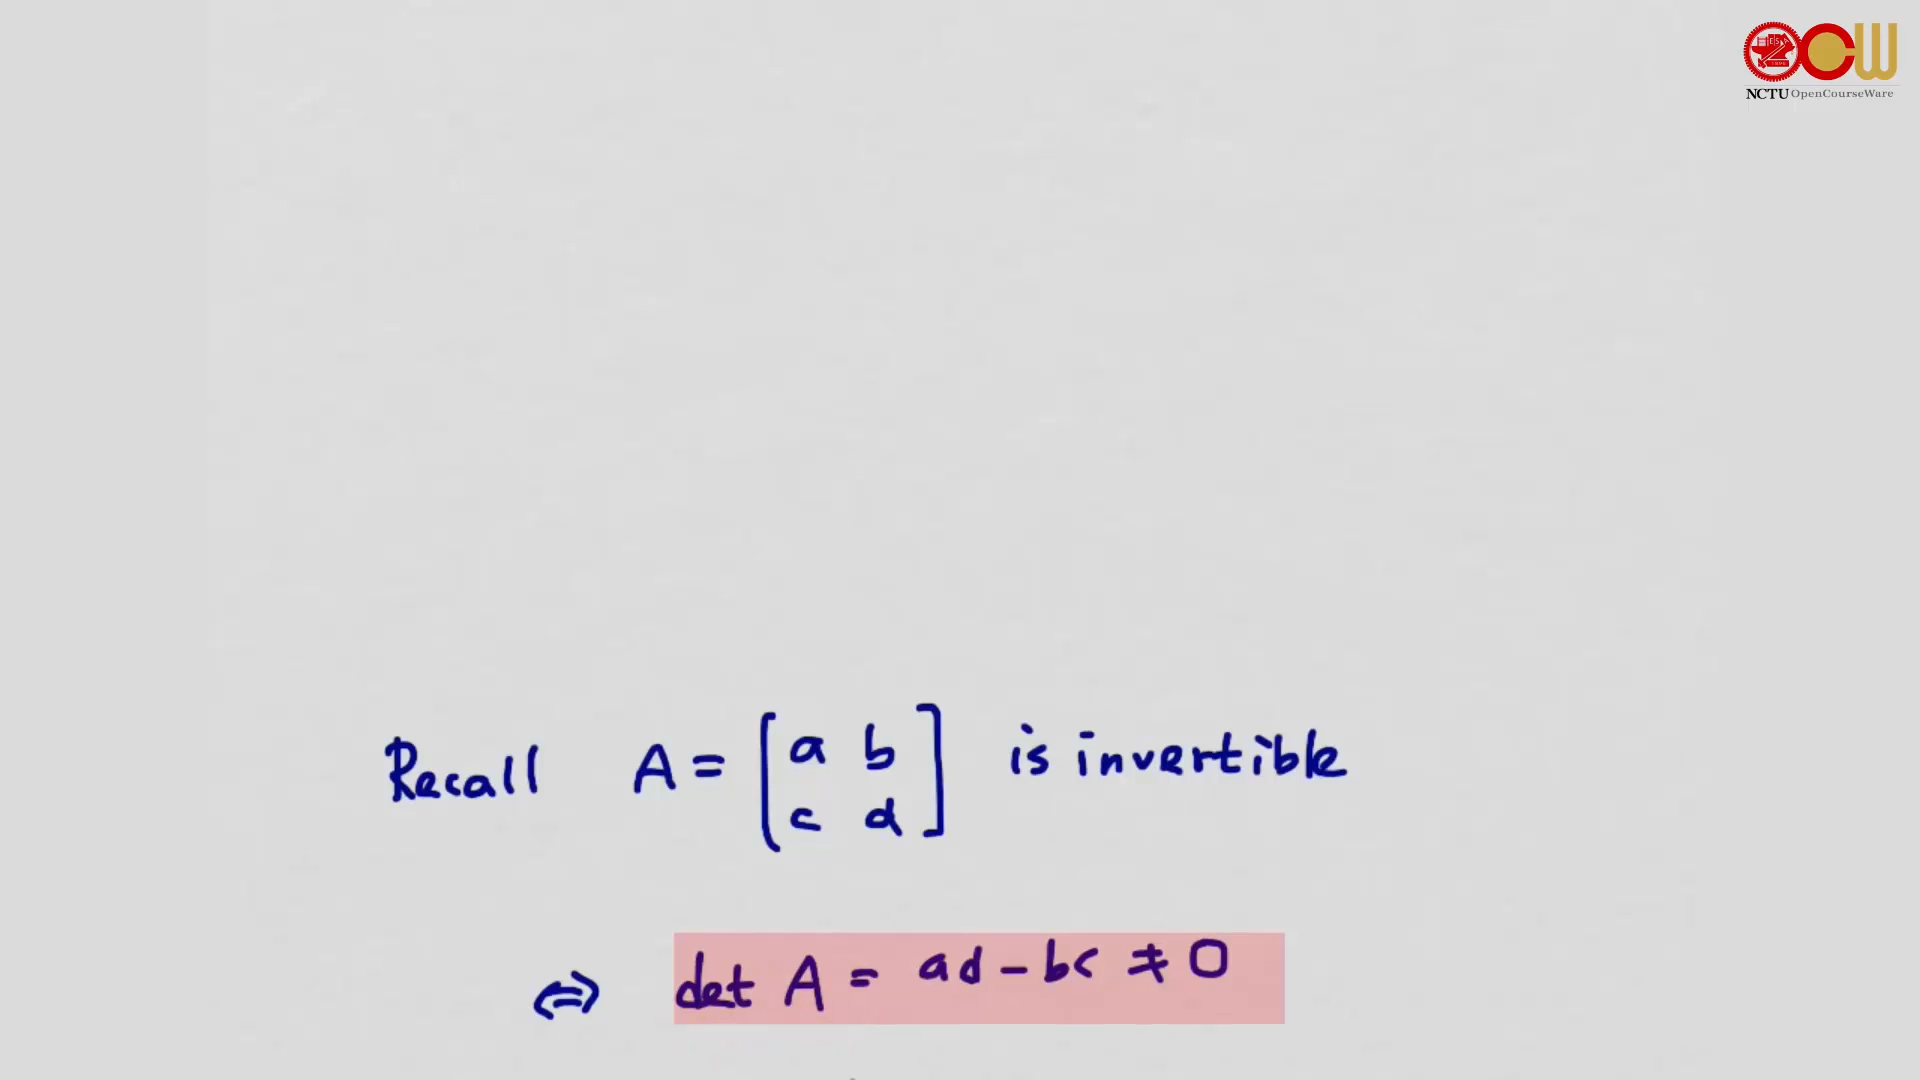 NCTU OpenCourseWare
Recall A = [ a b ] is invertible
[ c d ]
⇔ det A = ad - bc ≠ 0